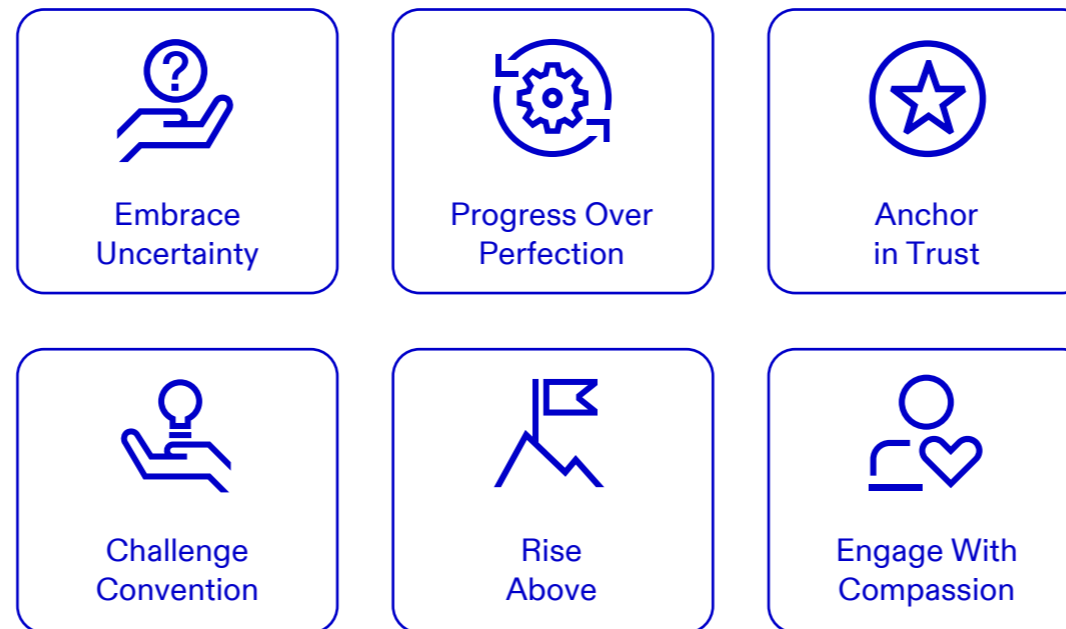 ?
Embrace
Uncertainty
Progress Over
Perfection
Anchor
in Trust
Challenge
Convention
Rise
Above
Engage With
Compassion